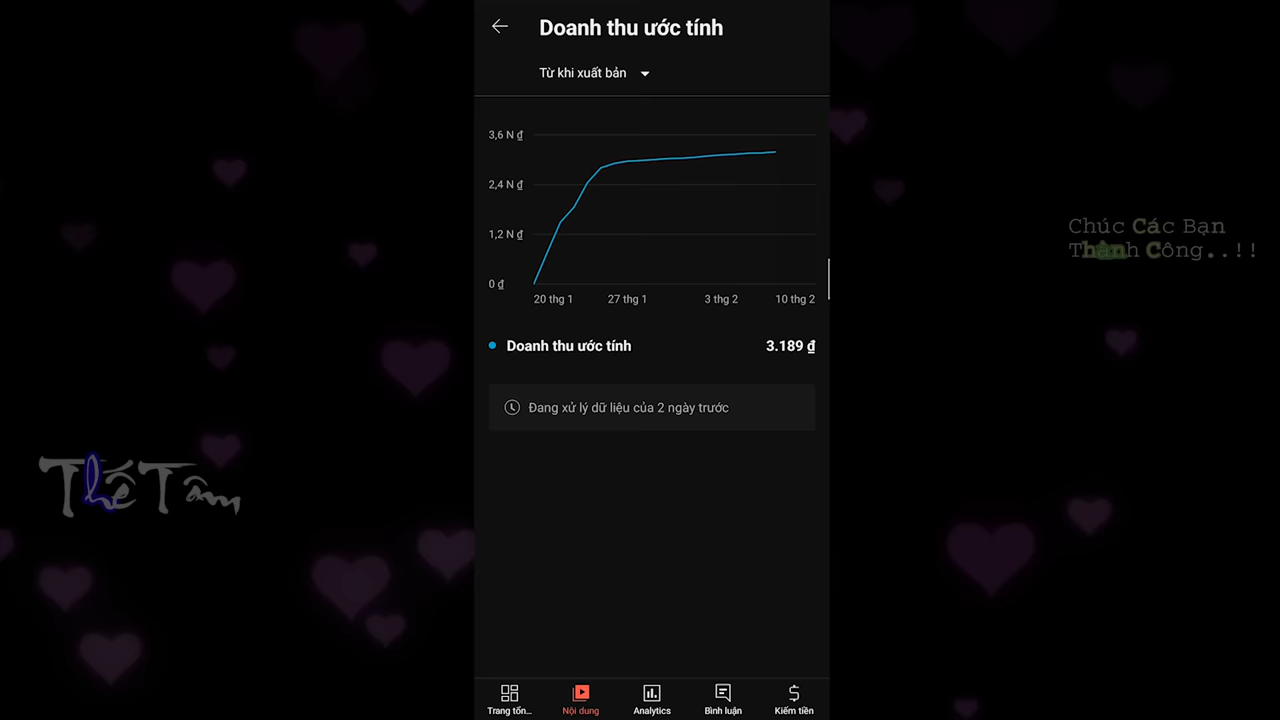 Doanh thu ước tính
Từ khi xuất bản
3,6 N ₫
2,4 N ₫
1,2 N ₫
0 ₫
20 thg 1
27 thg 1
3 thg 2
10 thg 2
Doanh thu ước tính
3.189 ₫
Đang xử lý dữ liệu của 2 ngày trước
Trang tổn...
Nội dung
Analytics
Bình luận
Kiếm tiền
Thế Tâm
Chúc Các Bạn
Thành Công..!!